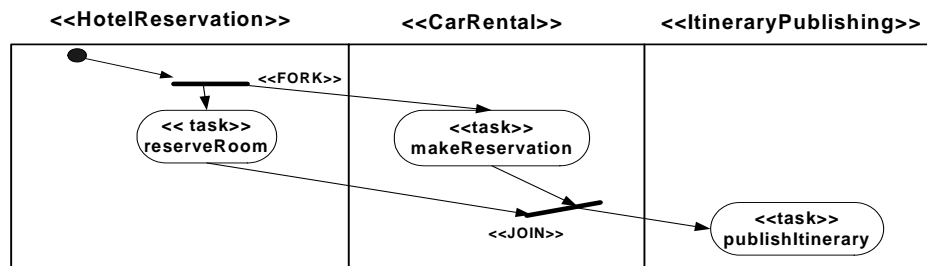 <<HotelReservation>>
<<CarRental>>
<<ItineraryPublishing>>
<<FORK>>
<< task>>
reserveRoom
<<task>>
makeReservation
<<JOIN>>
<<task>>
publishItinerary